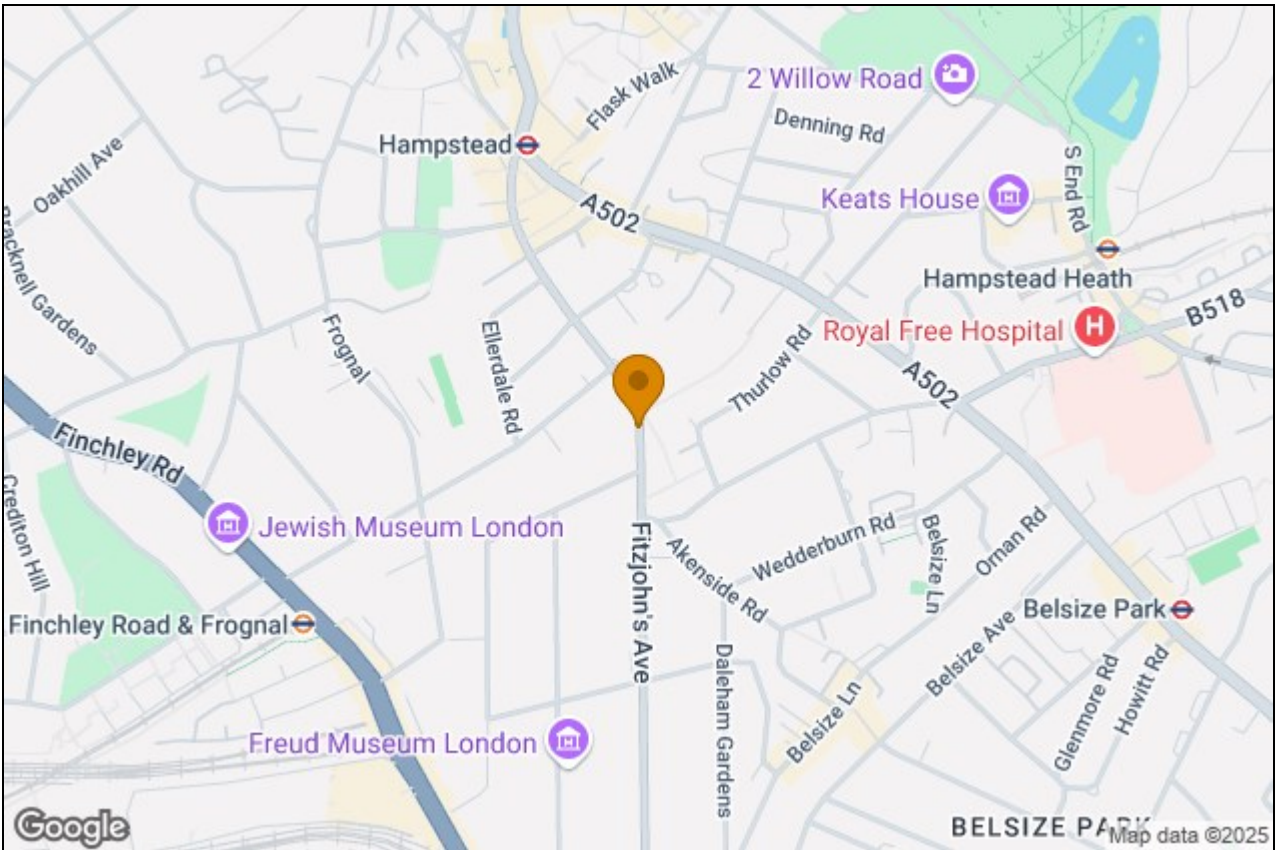 Flask Walk
2 Willow Road
Denning Rd
Hampstead
Oakhill Ave
S End Rd
Keats House
A502
Bracknell Gardens
Hampstead Heath
B518
Frognal
Ellerdale Rd
Royal Free Hospital
H
Thurlow Rd
A502
Finchley Rd
Crediton Hill
Jewish Museum London
Fitzjohn's Ave
Akenside Rd
Wedderburn Rd
Belsize Ln
Ornan Rd
Finchley Road & Frognal
Belsize Park
Belsize Ave
Daleham Gardens
Glenmore Rd
Howitt Rd
Belsize Ln
Freud Museum London
BELSIZE PARK
Google
Map data ©2025